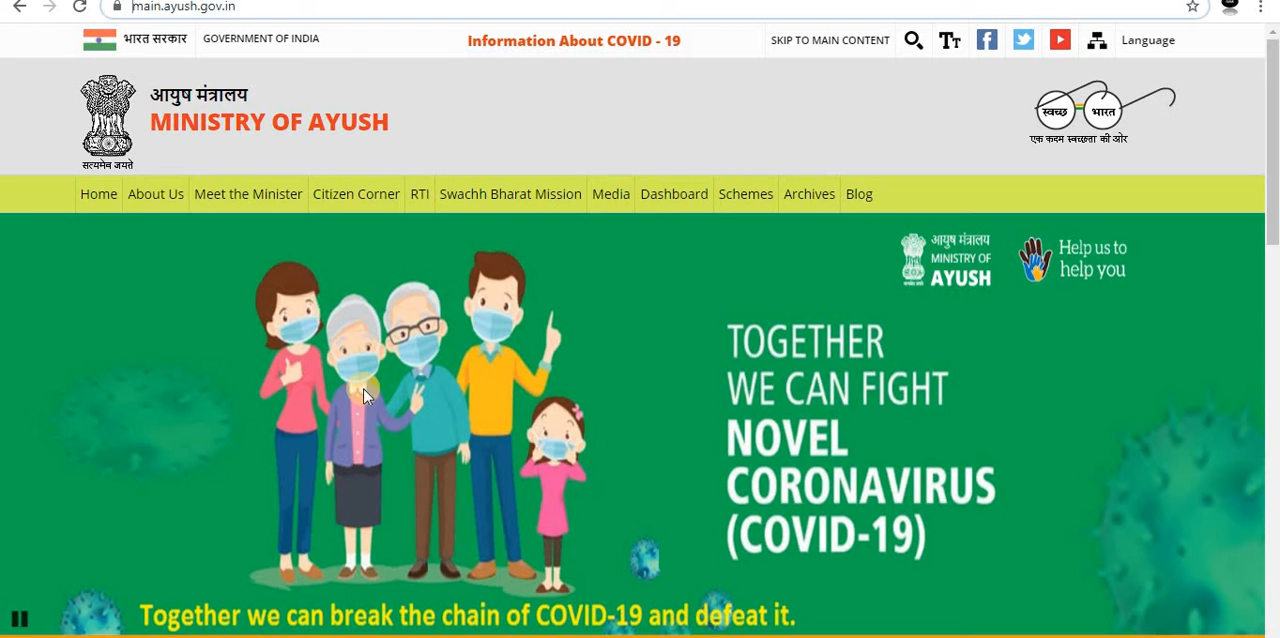 main.ayush.gov.in
भारत सरकार GOVERNMENT OF INDIA Information About COVID - 19 SKIP TO MAIN CONTENT Language
आयुष मंत्रालय
MINISTRY OF AYUSH
सत्यमेव जयते
स्वच्छ भारत
एक कदम स्वच्छता की ओर
Home About Us Meet the Minister Citizen Corner RTI Swachh Bharat Mission Media Dashboard Schemes Archives Blog
आयुष मंत्रालय
MINISTRY OF
AYUSH
Help us to
help you
TOGETHER
WE CAN FIGHT
NOVEL
CORONAVIRUS
(COVID-19)
Together we can break the chain of COVID-19 and defeat it.